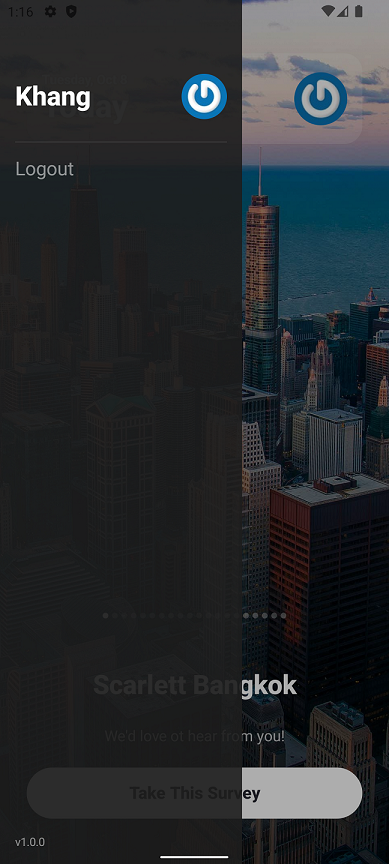 1:16
Today
Khang
Logout
Scarlett Bangkok
We'd love ot hear from you!
Take This Survey
v1.0.0